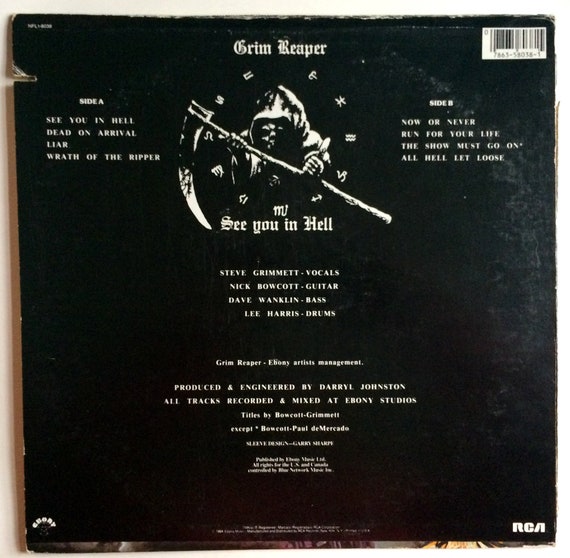 NFL1-8038
Grim Reaper
7863-58038-1
SIDE A
SEE YOU IN HELL
DEAD ON ARRIVAL
LIAR
WRATH OF THE RIPPER
SIDE B
NOW OR NEVER
RUN FOR YOUR LIFE
THE SHOW MUST GO ON*
ALL HELL LET LOOSE
See you in Hell
STEVE GRIMMETT - VOCALS
NICK BOWCOTT - GUITAR
DAVE WANKLIN - BASS
LEE HARRIS - DRUMS
Grim Reaper - Ebony artists management.
PRODUCED & ENGINEERED BY DARRYL JOHNSTON
ALL TRACKS RECORDED & MIXED AT EBONY STUDIOS
Titles by Bowcott-Grimmett
except * Bowcott-Paul deMercado
SLEEVE DESIGN—GARRY SHARPE
Published by Ebony Music Ltd.
All rights for the U.S. and Canada
controlled by Blue Network Music Inc.
EBONY
RCA